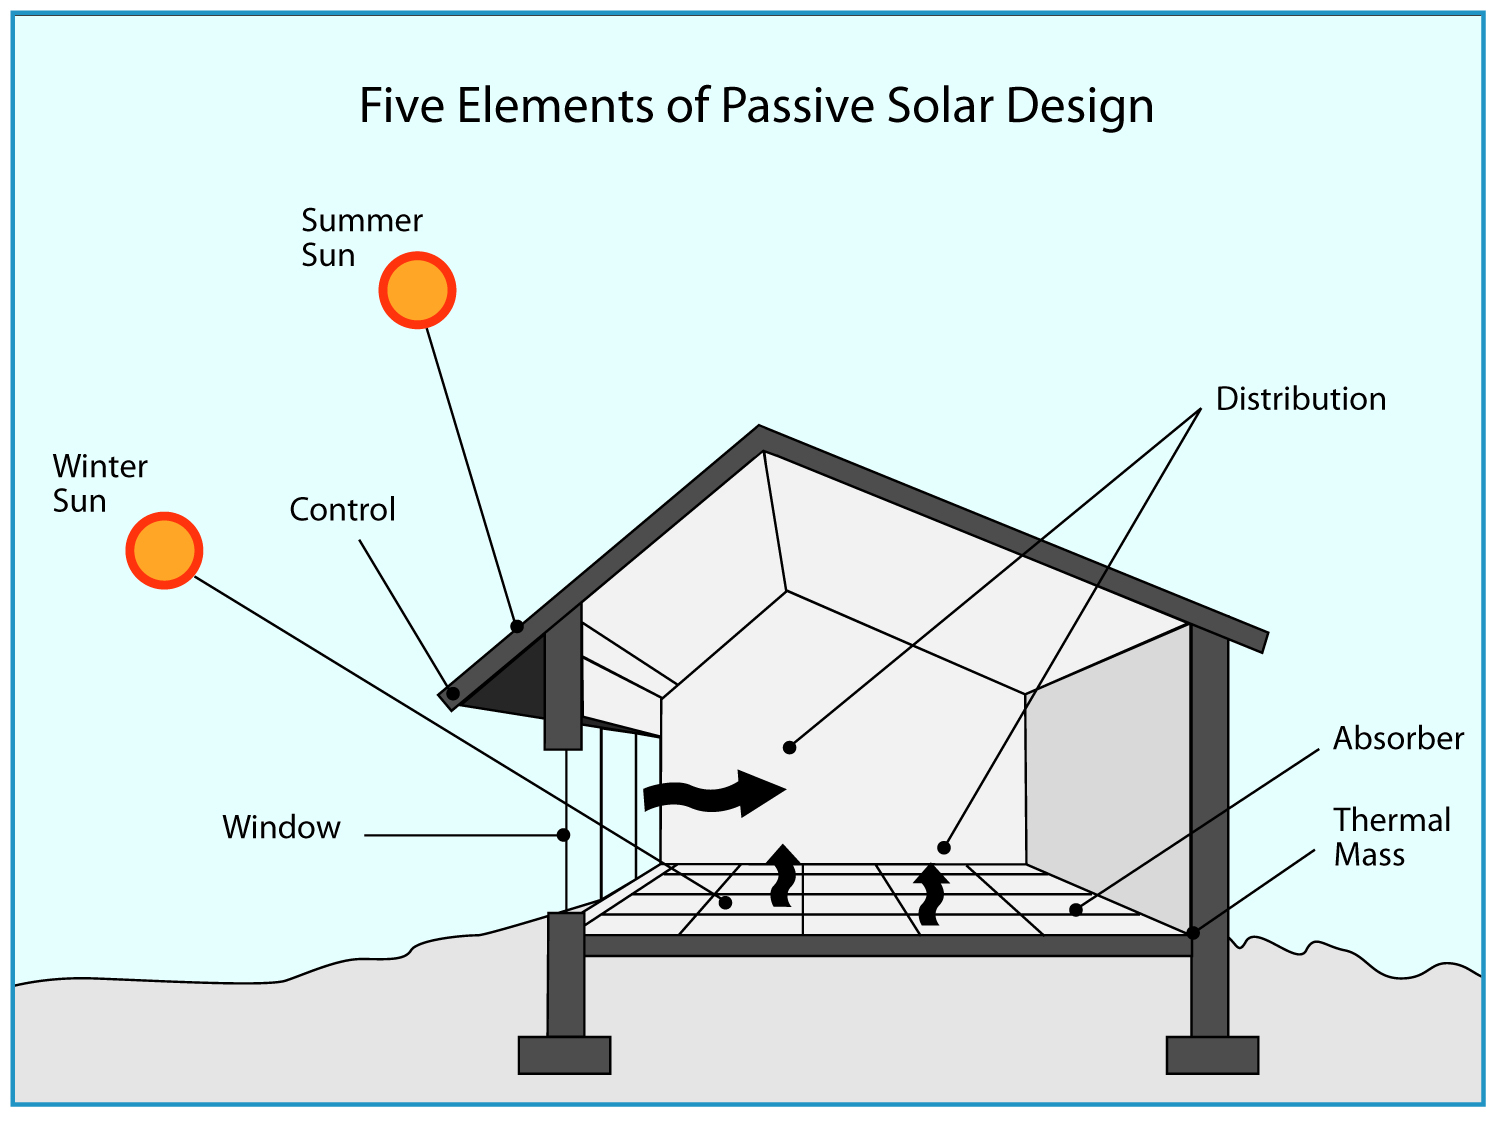 Five Elements of Passive Solar Design
Summer
Sun
Winter
Sun
Control
Distribution
Absorber
Window
Thermal
Mass